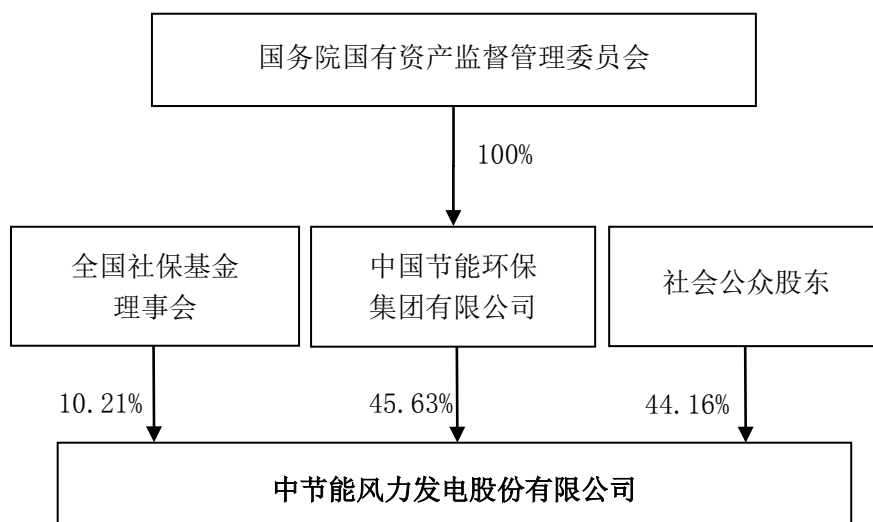 国务院国有资产监督管理委员会
100%
全国社保基金
理事会
中国节能环保
集团有限公司
社会公众股东
10.21%
45.63%
44.16%
中节能风力发电股份有限公司